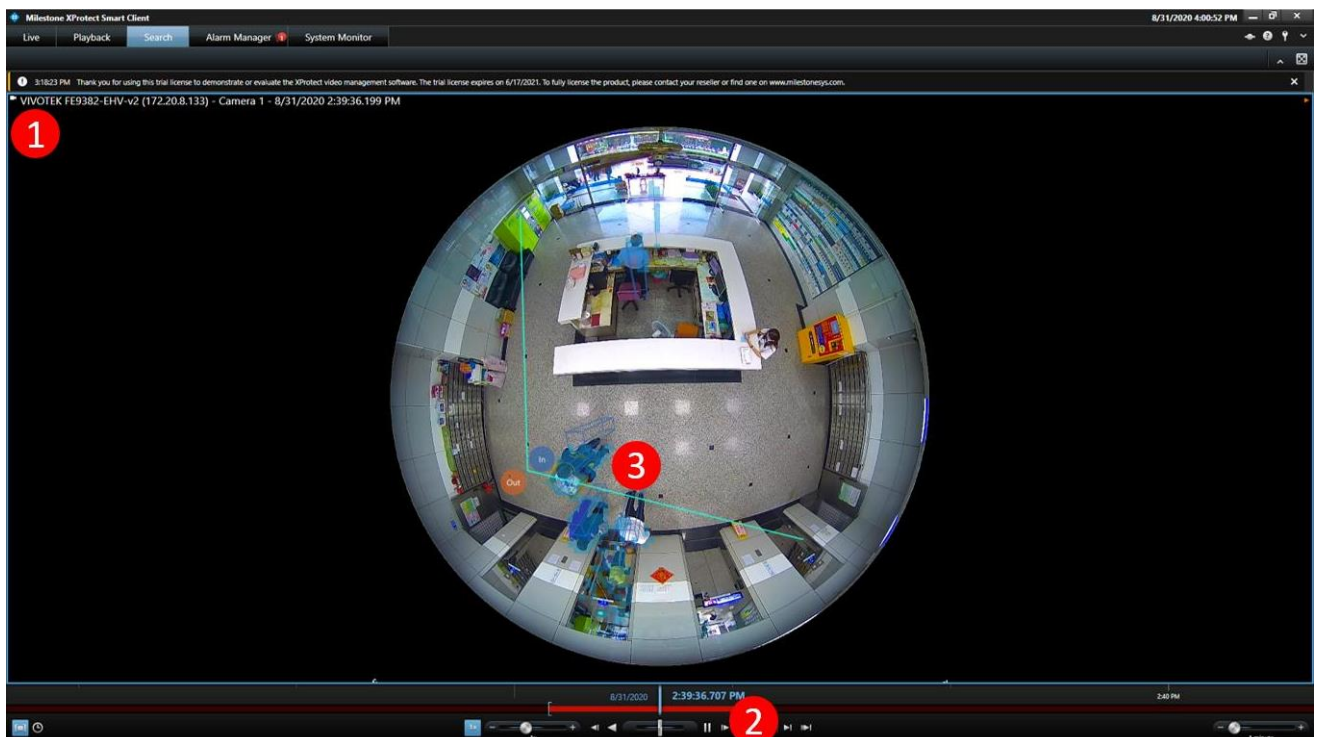 Milestone XProtect Smart Client
8/31/2020 4:00:52 PM
Live Playback Search Alarm Manager 1 System Monitor
3:18:23 PM Thank you for using this trial license to demonstrate or evaluate the XProtect video management software. The trial license expires on 6/17/2021. To fully license the product, please contact your reseller or find one on www.milestonesys.com.
VIVOTEK FE9382-EHV-v2 (172.20.8.133) - Camera 1 - 8/31/2020 2:39:36.199 PM
1
In
3
Out
8/31/2020 2:39:36.707 PM
2:40 PM
2